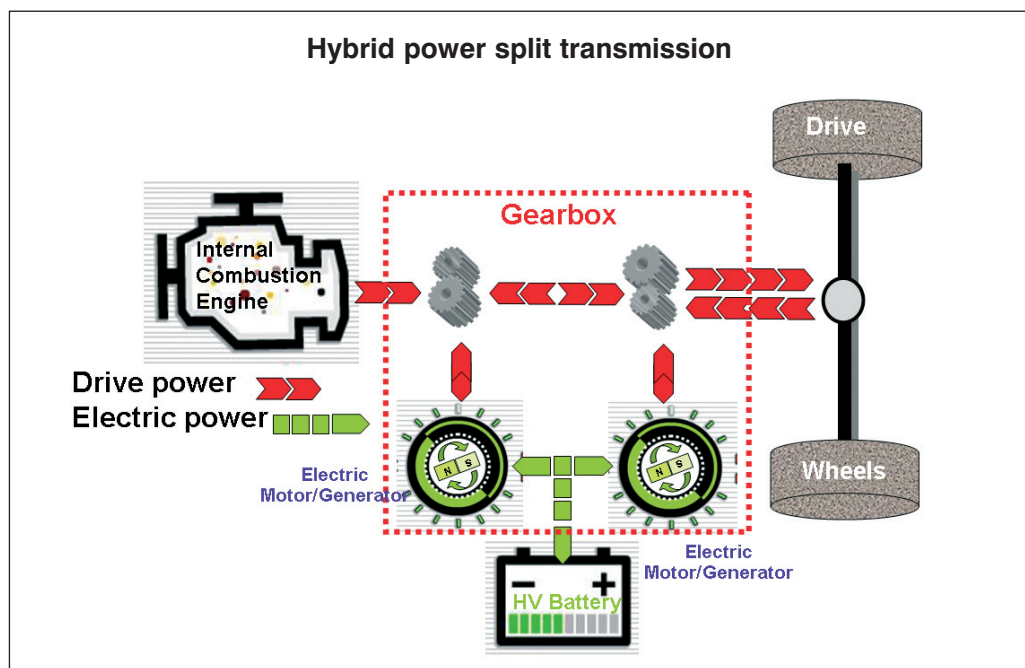 Hybrid power split transmission
Drive
Gearbox
Internal
Combustion
Engine
Drive power
Electric power
Electric
Motor/Generator
N S
N S
Wheels
Electric
Motor/Generator
− +
HV Battery